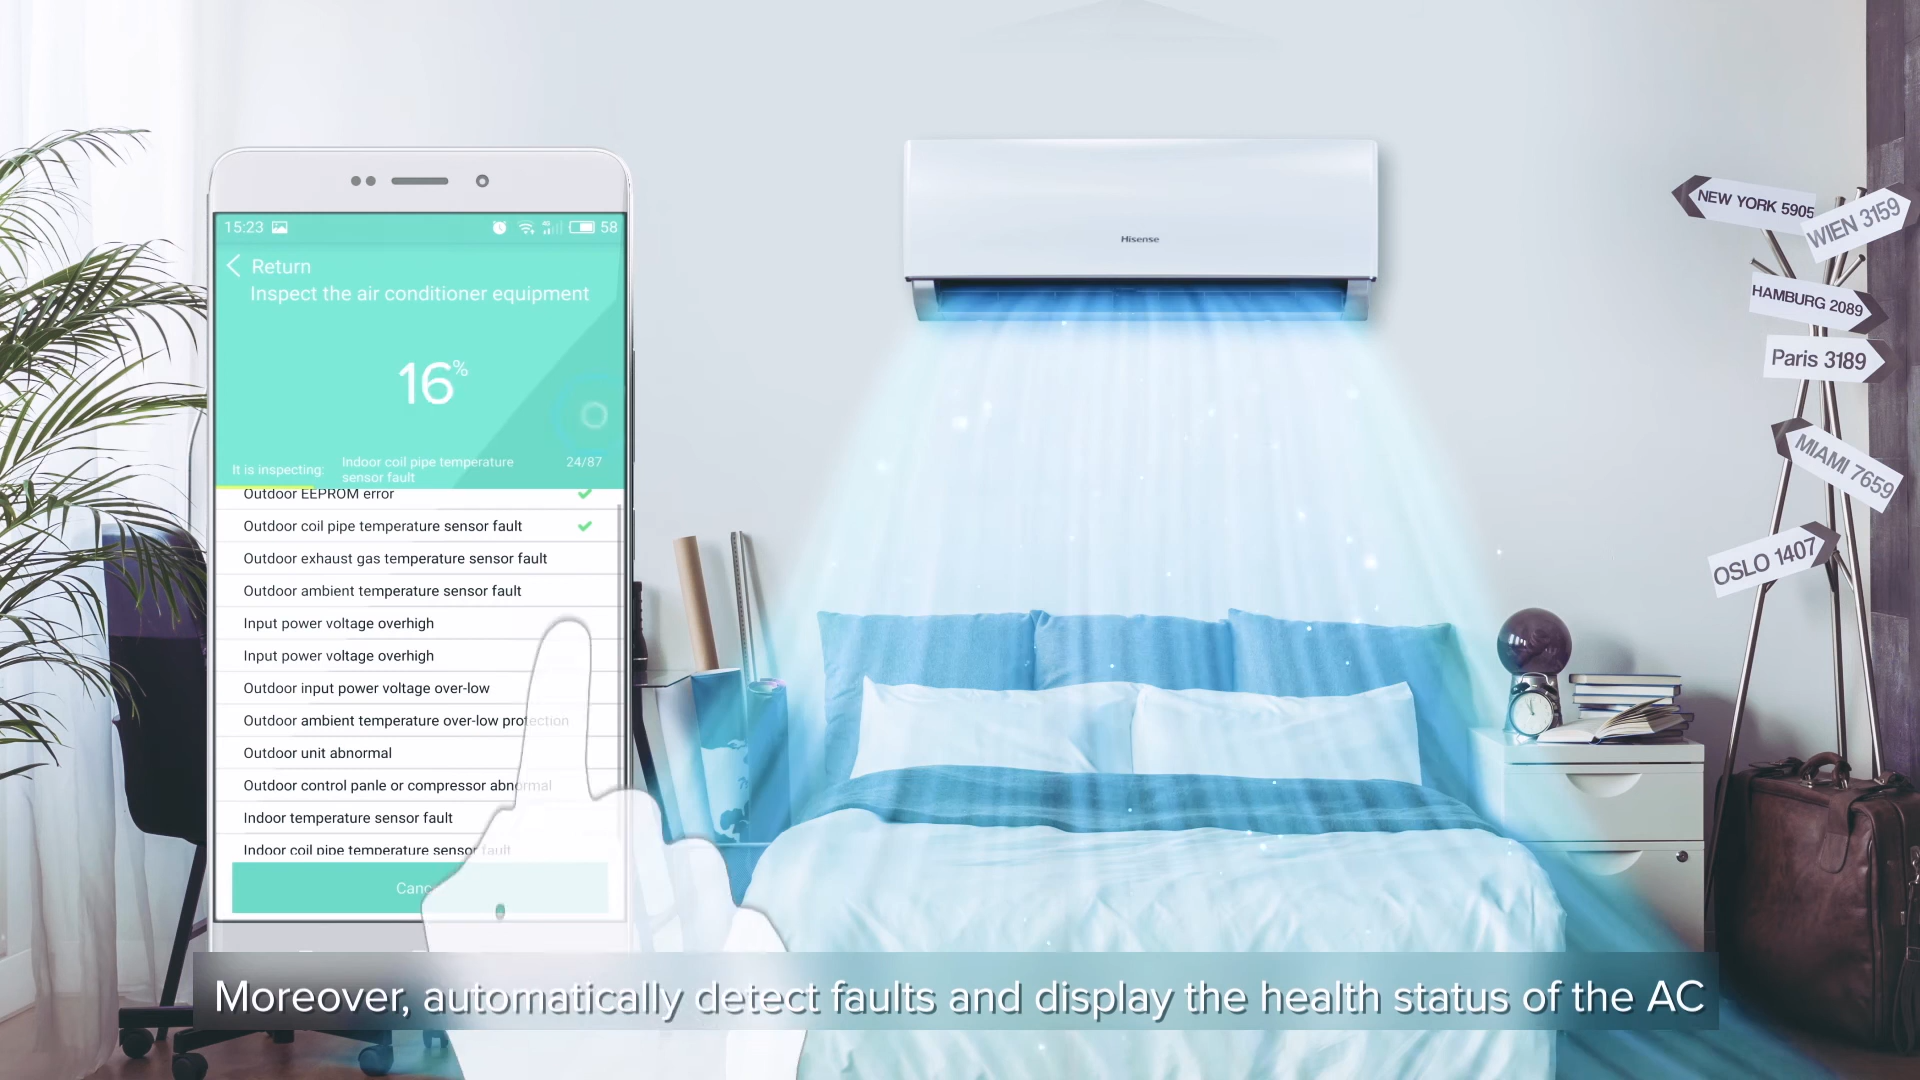 15:23
58
Return
Inspect the air conditioner equipment
16%
It is inspecting:
Indoor coil pipe temperature
sensor fault
24/87
Outdoor EEPROM error
Outdoor coil pipe temperature sensor fault
Outdoor exhaust gas temperature sensor fault
Outdoor ambient temperature sensor fault
Input power voltage overhigh
Input power voltage overhigh
Outdoor input power voltage over-low
Outdoor ambient temperature over-low protection
Outdoor unit abnormal
Outdoor control panle or compressor abnormal
Indoor temperature sensor fault
Indoor coil pipe temperature sensor fault
Hisense
NEW YORK 5905
WIEN 3159
HAMBURG 2089
Paris 3189
MIAMI 7659
OSLO 1407
Moreover, automatically detect faults and display the health status of the AC